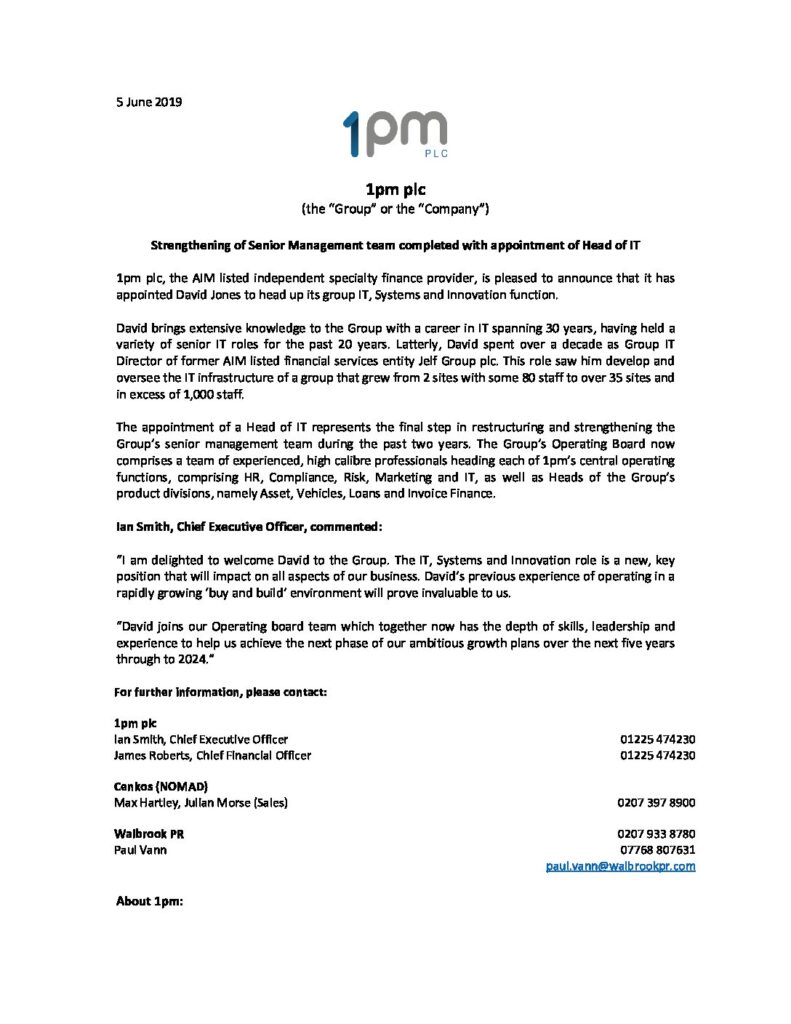 5 June 2019
1pm
PLC
1pm plc
(the “Group” or the “Company”)
Strengthening of Senior Management team completed with appointment of Head of IT
1pm plc, the AIM listed independent specialty finance provider, is pleased to announce that it has
appointed David Jones to head up its group IT, Systems and Innovation function.
David brings extensive knowledge to the Group with a career in IT spanning 30 years, having held a
variety of senior IT roles for the past 20 years. Latterly, David spent over a decade as Group IT
Director of former AIM listed financial services entity Jelf Group plc. This role saw him develop and
oversee the IT infrastructure of a group that grew from 2 sites with some 80 staff to over 35 sites and
in excess of 1,000 staff.
The appointment of a Head of IT represents the final step in restructuring and strengthening the
Group’s senior management team during the past two years. The Group’s Operating Board now
comprises a team of experienced, high calibre professionals heading each of 1pm’s central operating
functions, comprising HR, Compliance, Risk, Marketing and IT, as well as Heads of the Group’s
product divisions, namely Asset, Vehicles, Loans and Invoice Finance.
Ian Smith, Chief Executive Officer, commented:
“I am delighted to welcome David to the Group. The IT, Systems and Innovation role is a new, key
position that will impact on all aspects of our business. David’s previous experience of operating in a
rapidly growing ‘buy and build’ environment will prove invaluable to us.
“David joins our Operating board team which together now has the depth of skills, leadership and
experience to help us achieve the next phase of our ambitious growth plans over the next five years
through to 2024.”
For further information, please contact:
1pm plc
Ian Smith, Chief Executive Officer 01225 474230
James Roberts, Chief Financial Officer 01225 474230
Cenkos (NOMAD)
Max Hartley, Julian Morse (Sales) 0207 397 8900
Walbrook PR 0207 933 8780
Paul Vann 07768 807631
paul.vann@walbrookpr.com
About 1pm: